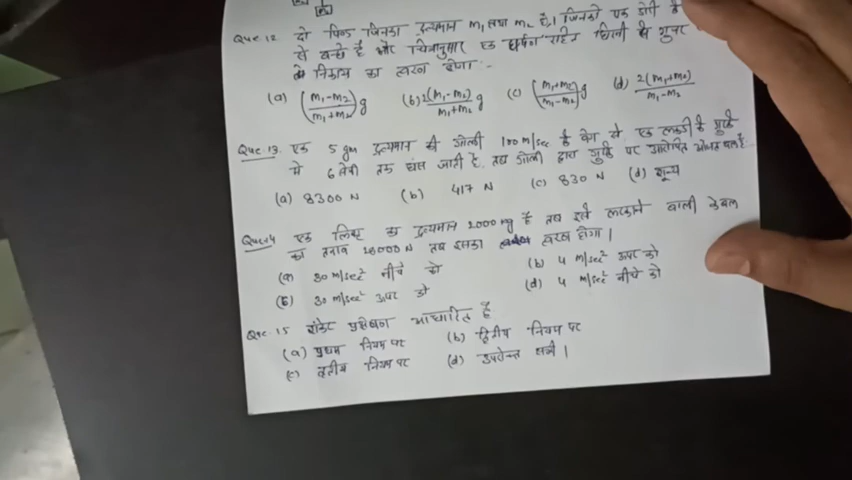 Que.12 दो पिण्ड जिनका द्रव्यमान m₁ तथा m₂ है। जिनको एक डोरी
से बन्धे है और चित्रानुसार एक घर्षण रहित घिरनी से गुजर
निकाय का त्वरण होगा :-
(a) ((m₁-m₂)/(m₁+m₂))g (b) 2(m₁-m₂)/(m₁+m₂) g (c) ((m₁+m₂)/(m₁-m₂))g (d) 2(m₁+m₂)/(m₁-m₂)
Que.13. एक 5 gm द्रव्यमान की गोली 100 m/sec के वेग से एक लकड़ी के गुटके
मे 6 सेमी तक धंस जाती है. तब गोली द्वारा गुटके पर आरोपित औसत बल है
(a) 8300 N (b) 417 N (c) 830 N (d) शून्य
Que.14 एक लिफ्ट का द्रव्यमान 2000 kg है तब इसे लटकाने वाली केबल
का तनाव 28000N तब इसका त्वरण होगा।
(a) 30 m/sec² नीचे को (b) 4 m/sec² ऊपर को
(c) 30 m/sec² ऊपर को (d) 4 m/sec² नीचे को
Que.15 रॉकेट प्रक्षेपण आधारित है
(a) प्रथम नियम पर (b) द्वितीय नियम पर
(c) तृतीय नियम पर (d) उपरोक्त सभी।